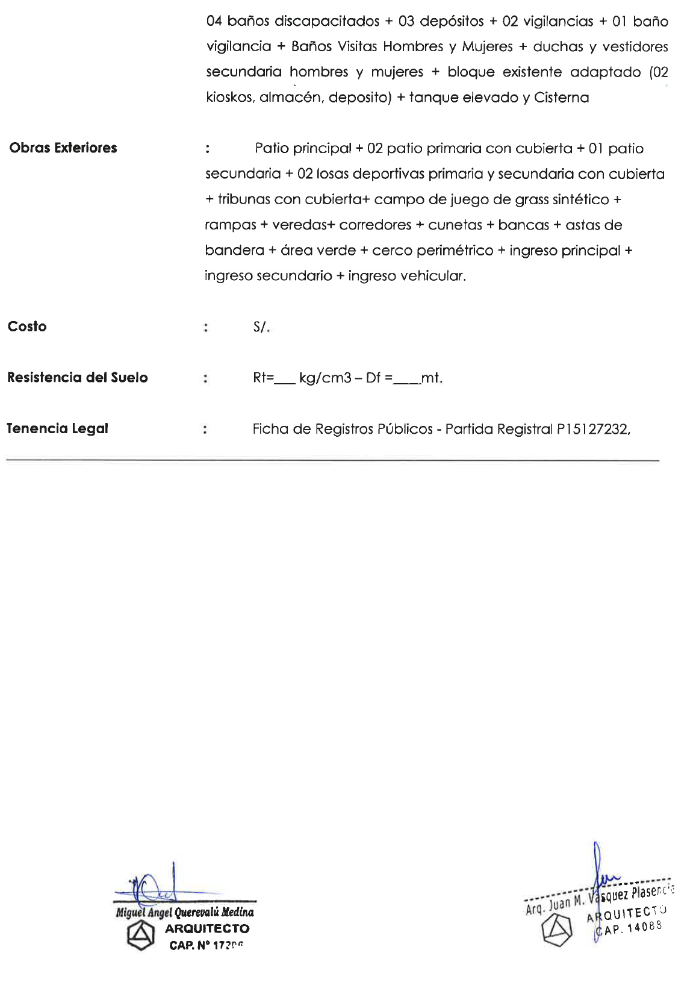 04 baños discapacitados + 03 depósitos + 02 vigilancias + 01 baño
vigilancia + Baños Visitas Hombres y Mujeres + duchas y vestidores
secundaria hombres y mujeres + bloque existente adaptado (02
kioskos, almacén, deposito) + tanque elevado y Cisterna
Obras Exteriores : Patio principal + 02 patio primaria con cubierta + 01 patio
secundaria + 02 losas deportivas primaria y secundaria con cubierta
+ tribunas con cubierta+ campo de juego de grass sintético +
rampas + veredas+ corredores + cunetas + bancas + astas de
bandera + área verde + cerco perimétrico + ingreso principal +
ingreso secundario + ingreso vehicular.
Costo : S/.
Resistencia del Suelo : Rt=___ kg/cm3 – Df =____mt.
Tenencia Legal : Ficha de Registros Públicos - Partida Registral P15127232,
Miguel Angel Querevalú Medina
ARQUITECTO
CAP. N°
Arq. Juan M. Vásquez Plasencia
ARQUITECTO
CAP. 14088